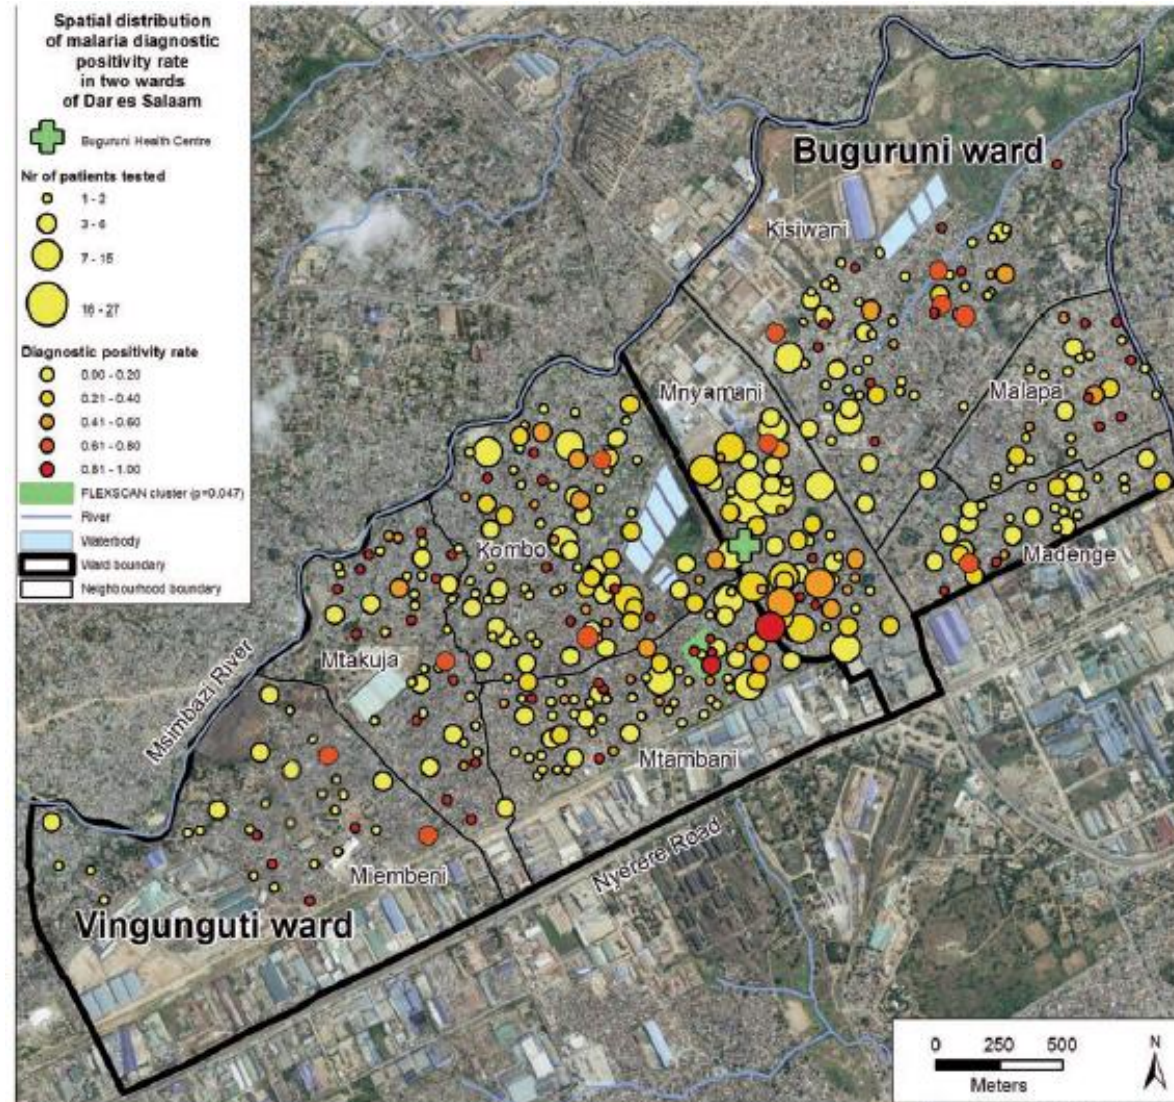 Spatial distribution
of malaria diagnostic
positivity rate
in two wards
of Dar es Salaam
Buguruni Health Centre
Nr of patients tested
1 - 2
3 - 6
7 - 15
16 - 27
Diagnostic positivity rate
0.00 - 0.20
0.21 - 0.40
0.41 - 0.60
0.61 - 0.80
0.81 - 1.00
FLEXSCAN cluster (p=0.047)
River
Waterbody
Ward boundary
Neighbourhood boundary
Buguruni ward
Kisiwani
Mnyamani
Malapa
Kombo
Madenge
Mtakuja
Msimbazi River
Mtambani
Nyerere Road
Miembeni
Vingunguti ward
0 250 500
Meters
N